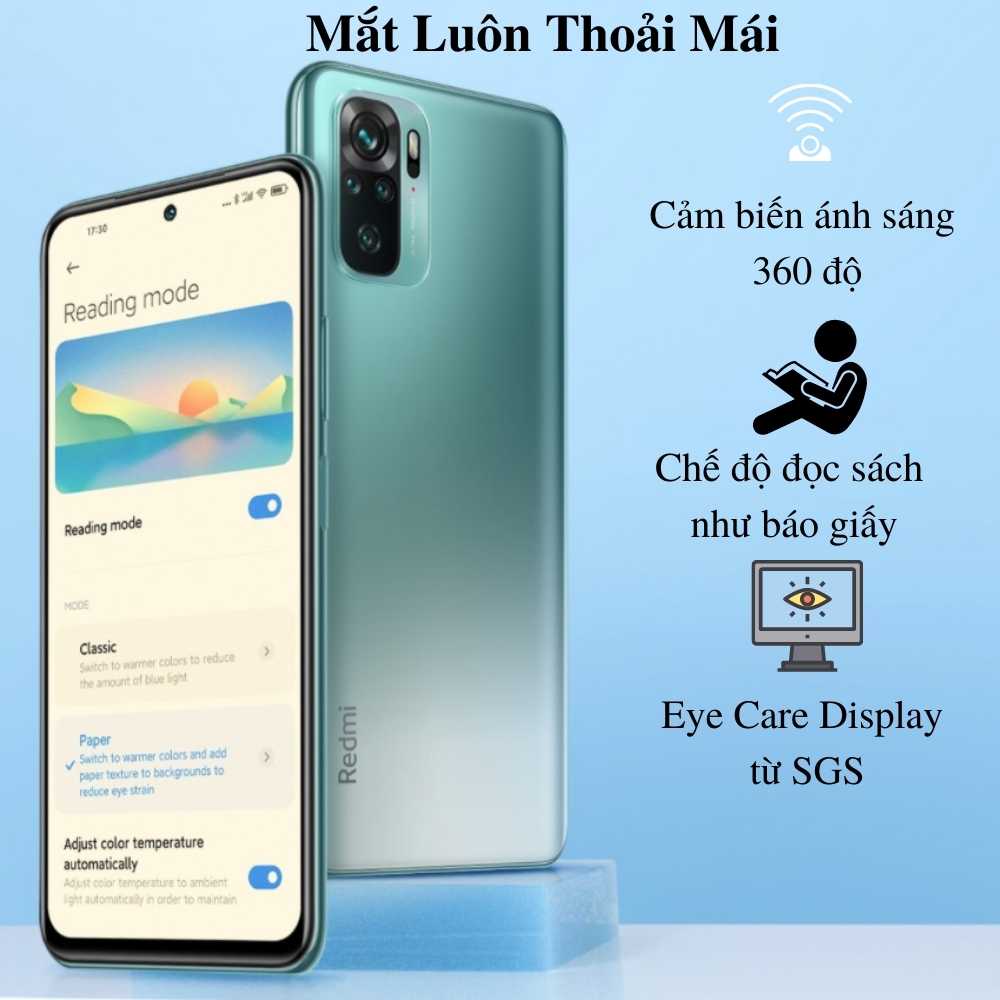 Mắt Luôn Thoải Mái
17:30
Reading mode
Reading mode
MODE
Classic
Switch to warmer colors to reduce
the amount of blue light
Paper
Switch to warmer colors and add
paper texture to backgrounds to
reduce eye strain
Adjust color temperature
automatically
Adjust color temperature to ambient
light automatically in order to maintain
Redmi
Cảm biến ánh sáng
360 độ
Chế độ đọc sách
như báo giấy
Eye Care Display
từ SGS